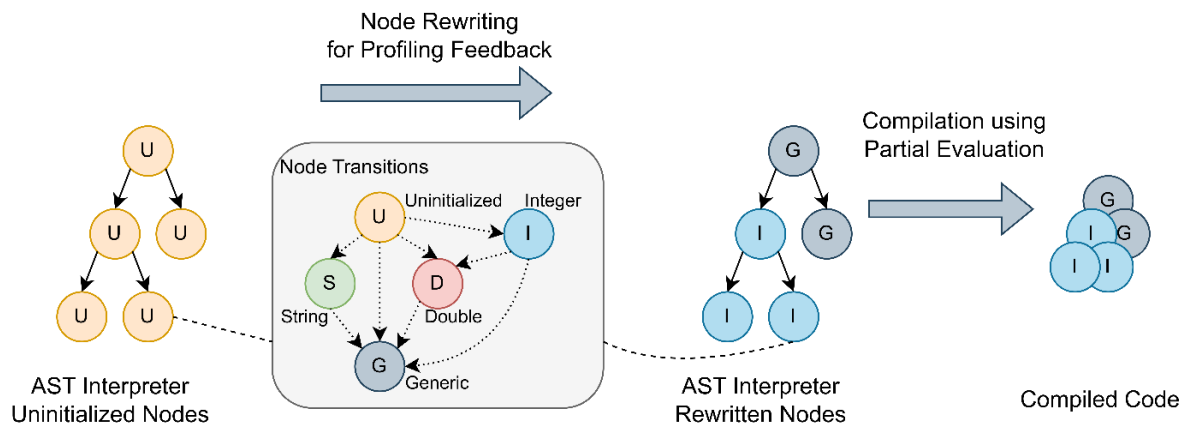 Node Rewriting
for Profiling Feedback
Node Transitions
U
Uninitialized
Integer
I
S
D
String
Double
G
Generic
U
U
U
U
U
AST Interpreter
Uninitialized Nodes
G
I
G
I
I
AST Interpreter
Rewritten Nodes
Compilation using
Partial Evaluation
G
I
G
I
I
Compiled Code